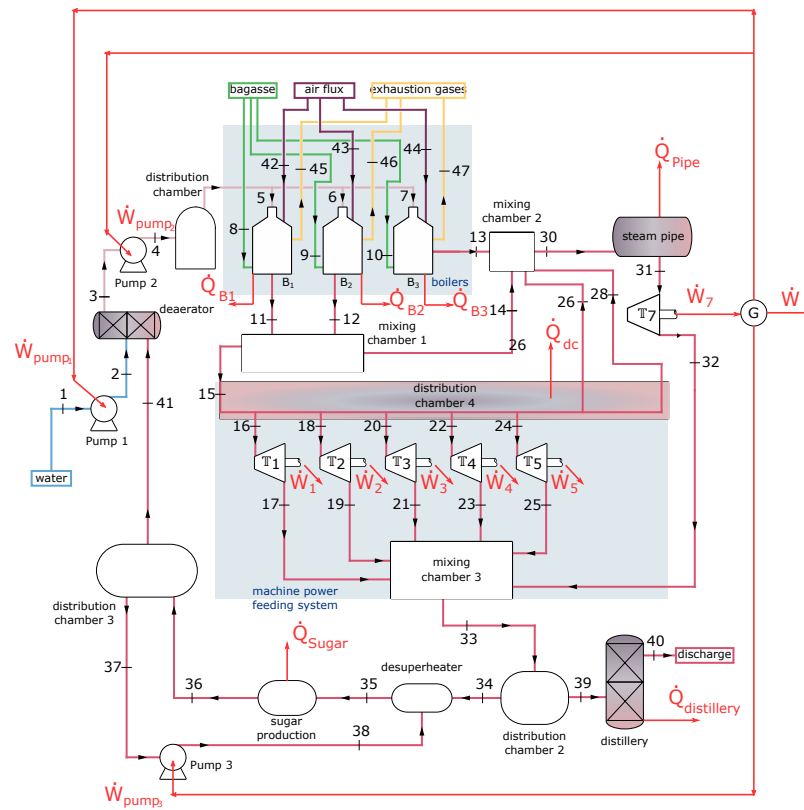 bagasse
air flux
exhaustion gases
42
45
43
46
44
47
distribution
chamber
5
6
7
8
9
10
B₁
B₂
B₃
boilers
Q̇B1
Q̇B2
Q̇B3
Ẇpump₂
4
Pump 2
3
deaerator
mixing
chamber 2
13
30
14
26
28
Q̇Pipe
steam pipe
31
𝕋7
Ẇ7
G
Ẇ
32
11
12
mixing
chamber 1
26
Q̇dc
15
distribution
chamber 4
Ẇpump₁
2
1
Pump 1
water
41
16
18
20
22
24
𝕋1
𝕋2
𝕋3
𝕋4
𝕋5
Ẇ1
Ẇ2
Ẇ3
Ẇ4
Ẇ5
17
19
21
23
25
mixing
chamber 3
machine power
feeding system
distribution
chamber 3
33
Q̇Sugar
desuperheater
37
36
35
34
39
40
discharge
sugar
production
38
distribution
chamber 2
distillery
Q̇distillery
Pump 3
Ẇpump₃